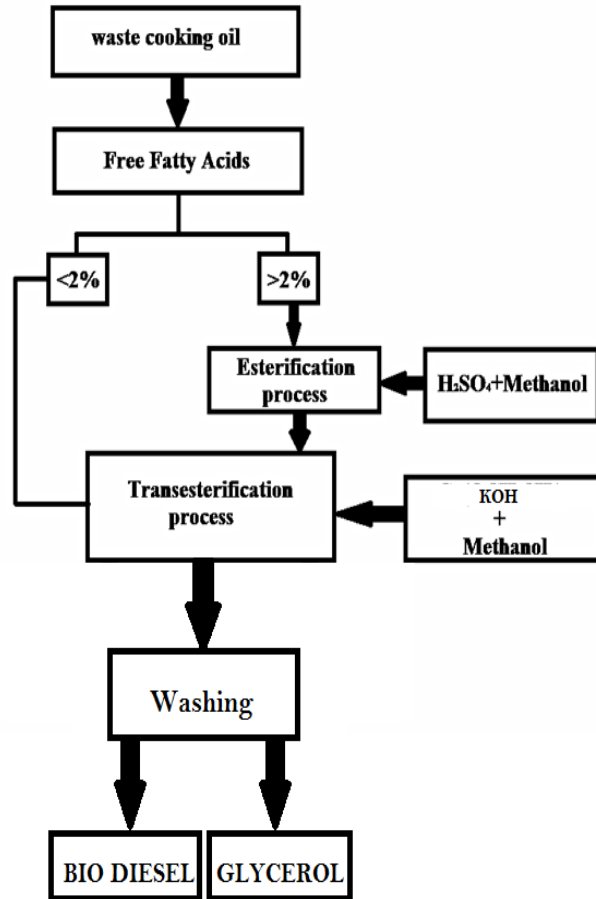 waste cooking oil
Free Fatty Acids
<2%
>2%
Esterification
process
H₂SO₄+Methanol
Transesterification
process
KOH
+
Methanol
Washing
BIO DIESEL
GLYCEROL